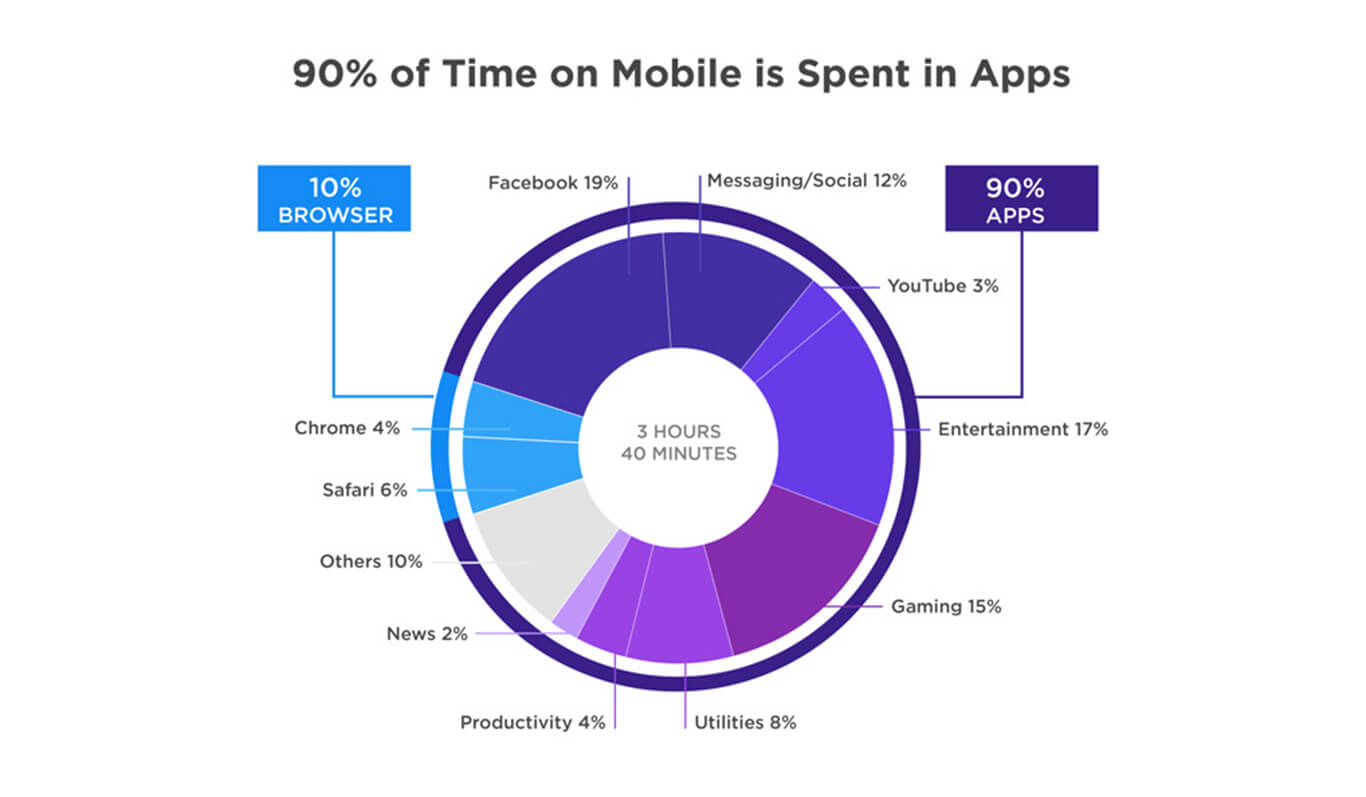 90% of Time on Mobile is Spent in Apps
10%
BROWSER
Facebook 19%
Messaging/Social 12%
90%
APPS
YouTube 3%
Chrome 4%
3 HOURS
40 MINUTES
Entertainment 17%
Safari 6%
Others 10%
Gaming 15%
News 2%
Productivity 4%
Utilities 8%